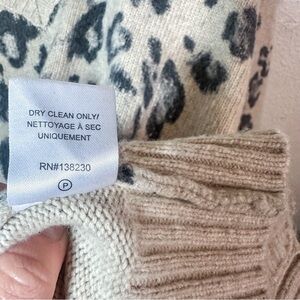 DRY CLEAN ONLY/
NETTOYAGE À SEC
UNIQUEMENT
RN#138230
P